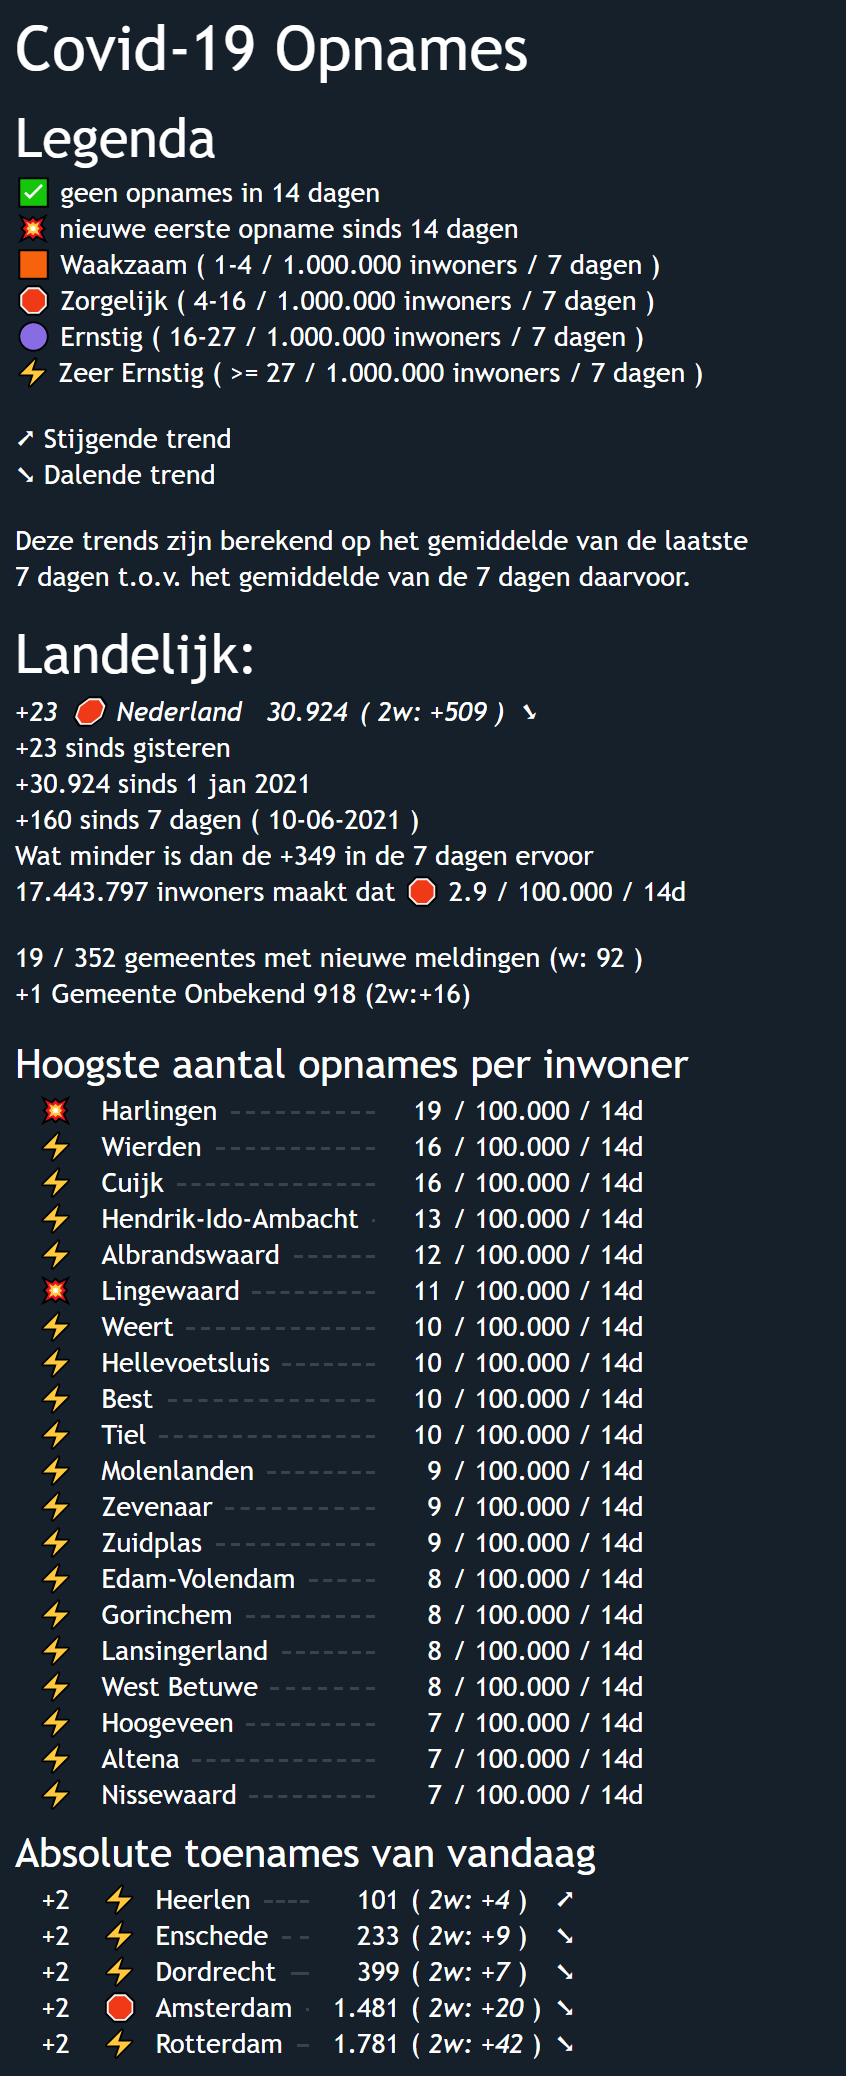 Covid-19 Opnames
Legenda
✅ geen opnames in 14 dagen
💥 nieuwe eerste opname sinds 14 dagen
🟧 Waakzaam ( 1-4 / 1.000.000 inwoners / 7 dagen )
🛑 Zorgelijk ( 4-16 / 1.000.000 inwoners / 7 dagen )
🟣 Ernstig ( 16-27 / 1.000.000 inwoners / 7 dagen )
⚡ Zeer Ernstig ( >= 27 / 1.000.000 inwoners / 7 dagen )
➚ Stijgende trend
➘ Dalende trend
Deze trends zijn berekend op het gemiddelde van de laatste
7 dagen t.o.v. het gemiddelde van de 7 dagen daarvoor.
Landelijk:
+23 🛑 Nederland 30.924 ( 2w: +509 ) ➘
+23 sinds gisteren
+30.924 sinds 1 jan 2021
+160 sinds 7 dagen ( 10-06-2021 )
Wat minder is dan de +349 in de 7 dagen ervoor
17.443.797 inwoners maakt dat 🛑 2.9 / 100.000 / 14d
19 / 352 gemeentes met nieuwe meldingen (w: 92 )
+1 Gemeente Onbekend 918 (2w:+16)
Hoogste aantal opnames per inwoner
💥 Harlingen ---------- 19 / 100.000 / 14d
⚡ Wierden ----------- 16 / 100.000 / 14d
⚡ Cuijk -------------- 16 / 100.000 / 14d
⚡ Hendrik-Ido-Ambacht - 13 / 100.000 / 14d
⚡ Albrandswaard ------ 12 / 100.000 / 14d
💥 Lingewaard --------- 11 / 100.000 / 14d
⚡ Weert ------------- 10 / 100.000 / 14d
⚡ Hellevoetsluis ------- 10 / 100.000 / 14d
⚡ Best -------------- 10 / 100.000 / 14d
⚡ Tiel --------------- 10 / 100.000 / 14d
⚡ Molenlanden -------- 9 / 100.000 / 14d
⚡ Zevenaar ---------- 9 / 100.000 / 14d
⚡ Zuidplas ----------- 9 / 100.000 / 14d
⚡ Edam-Volendam ----- 8 / 100.000 / 14d
⚡ Gorinchem --------- 8 / 100.000 / 14d
⚡ Lansingerland ------- 8 / 100.000 / 14d
⚡ West Betuwe ------- 8 / 100.000 / 14d
⚡ Hoogeveen --------- 7 / 100.000 / 14d
⚡ Altena ------------- 7 / 100.000 / 14d
⚡ Nissewaard --------- 7 / 100.000 / 14d
Absolute toenames van vandaag
+2 ⚡ Heerlen ---- 101 ( 2w: +4 ) ➚
+2 ⚡ Enschede -- 233 ( 2w: +9 ) ➘
+2 ⚡ Dordrecht - 399 ( 2w: +7 ) ➘
+2 🛑 Amsterdam - 1.481 ( 2w: +20 ) ➘
+2 ⚡ Rotterdam - 1.781 ( 2w: +42 ) ➘